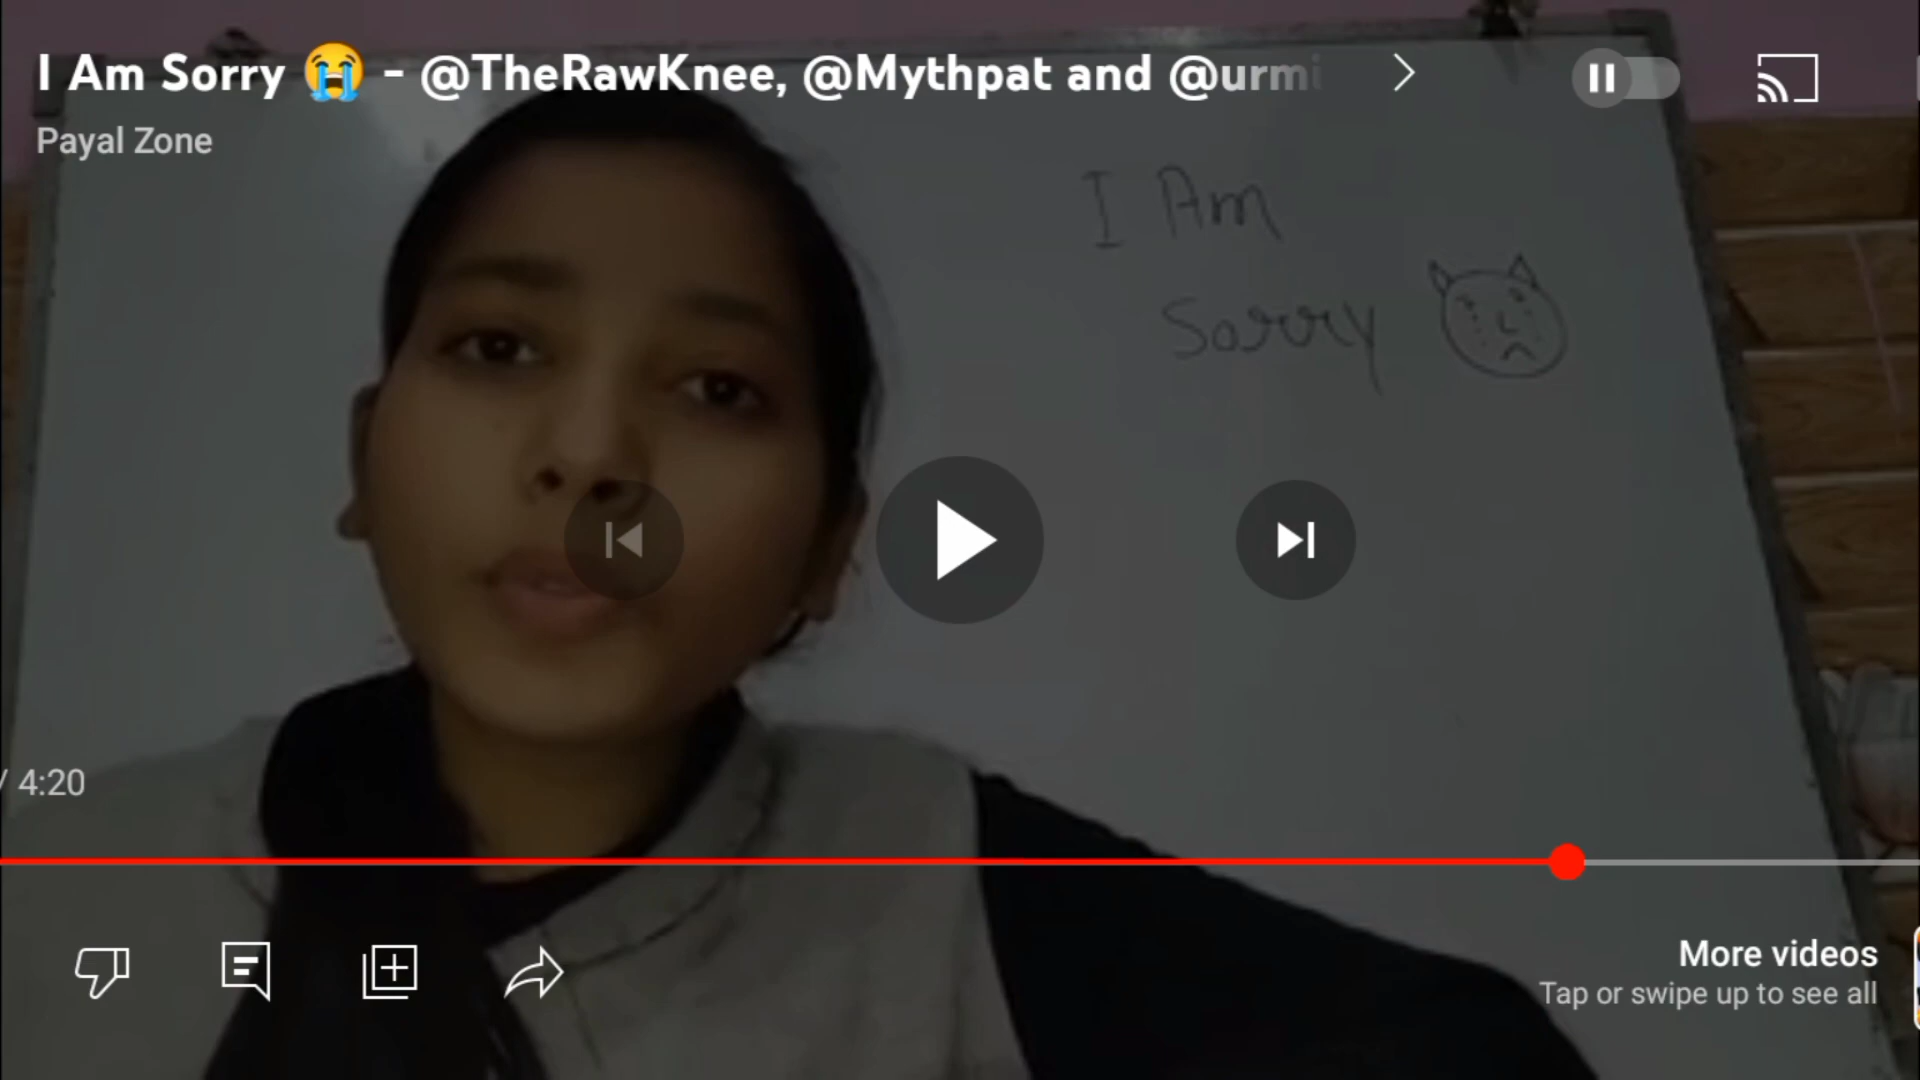 I Am Sorry 😭 - @TheRawKnee, @Mythpat and @urmi
Payal Zone
I Am
Sorry
/ 4:20
More videos
Tap or swipe up to see all